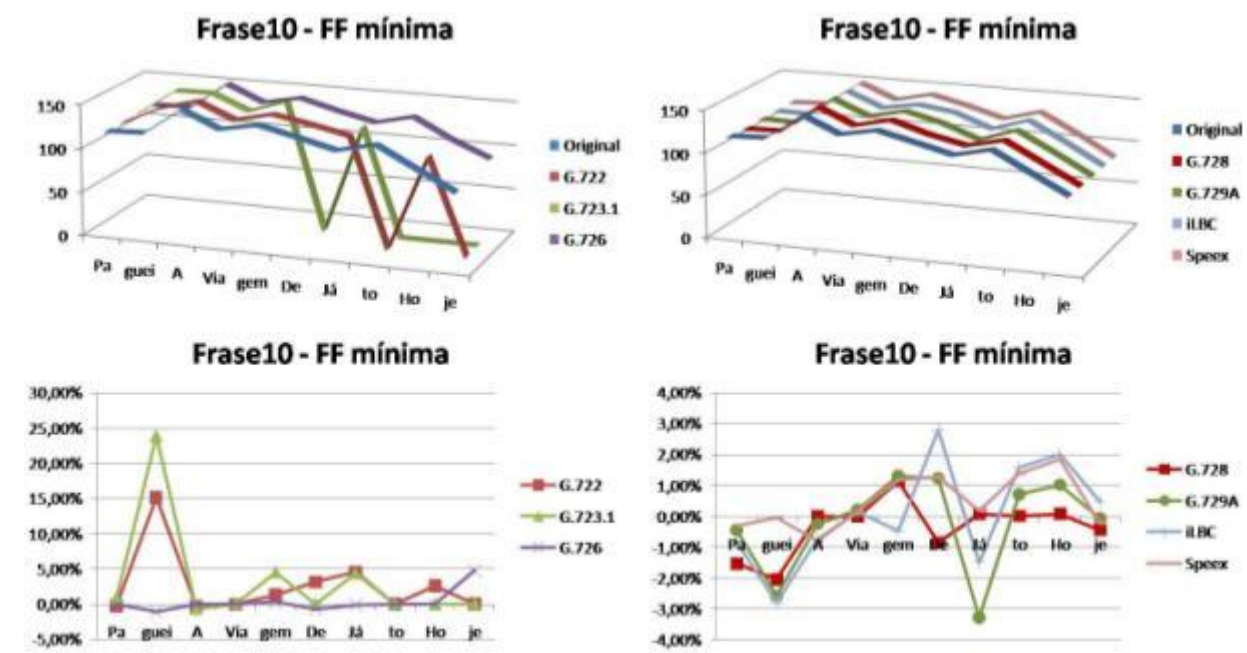 Frase10 - FF mínima
150
100
50
0
Pa guei A Via gem De Já to Ho je
Original
G.722
G.723.1
G.726
Frase10 - FF mínima
150
100
50
0
Pa guei A Via gem De Já to Ho je
Original
G.728
G.729A
iLBC
Speex
Frase10 - FF mínima
30,00%
25,00%
20,00%
15,00%
10,00%
5,00%
0,00%
-5,00%
Pa guei A Via gem De Já to Ho je
G.722
G.723.1
G.726
Frase10 - FF mínima
4,00%
3,00%
2,00%
1,00%
0,00%
-1,00%
-2,00%
-3,00%
-4,00%
Pa guei A Via gem De Já to Ho je
G.728
G.729A
iLBC
Speex